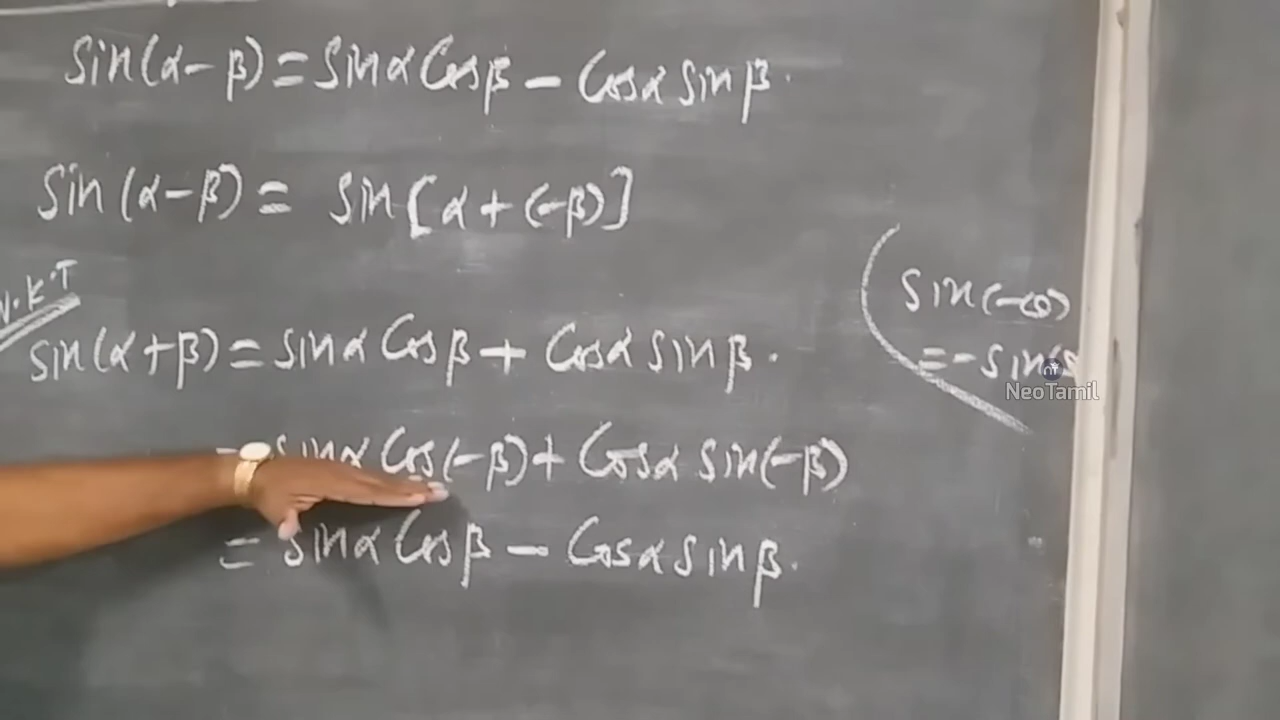 sin(α-β)=sinα Cosβ - Cosα sinβ.
sin(α-β)= sin[α+(-β)]
W.K.T
sin(α+β)=sinα Cosβ + Cosα sinβ.
= sinα Cos(-β)+ Cosα sin(-β)
= sinα Cosβ - Cosα sinβ.
sin(-θ)
=-sin
NeoTamil